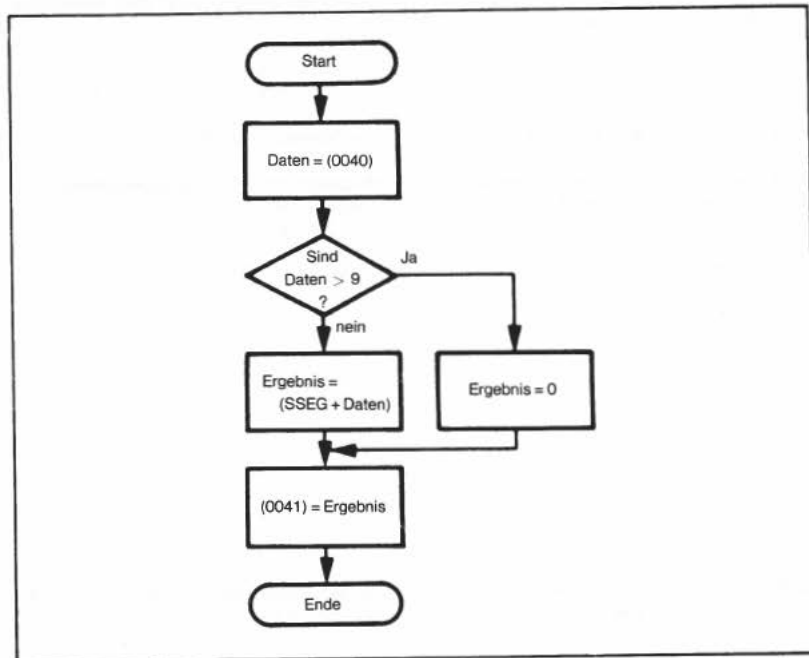 Start
Daten = (0040)
Sind
Daten > 9
?
Ja
nein
Ergebnis =
(SSEG + Daten)
Ergebnis = 0
(0041) = Ergebnis
Ende